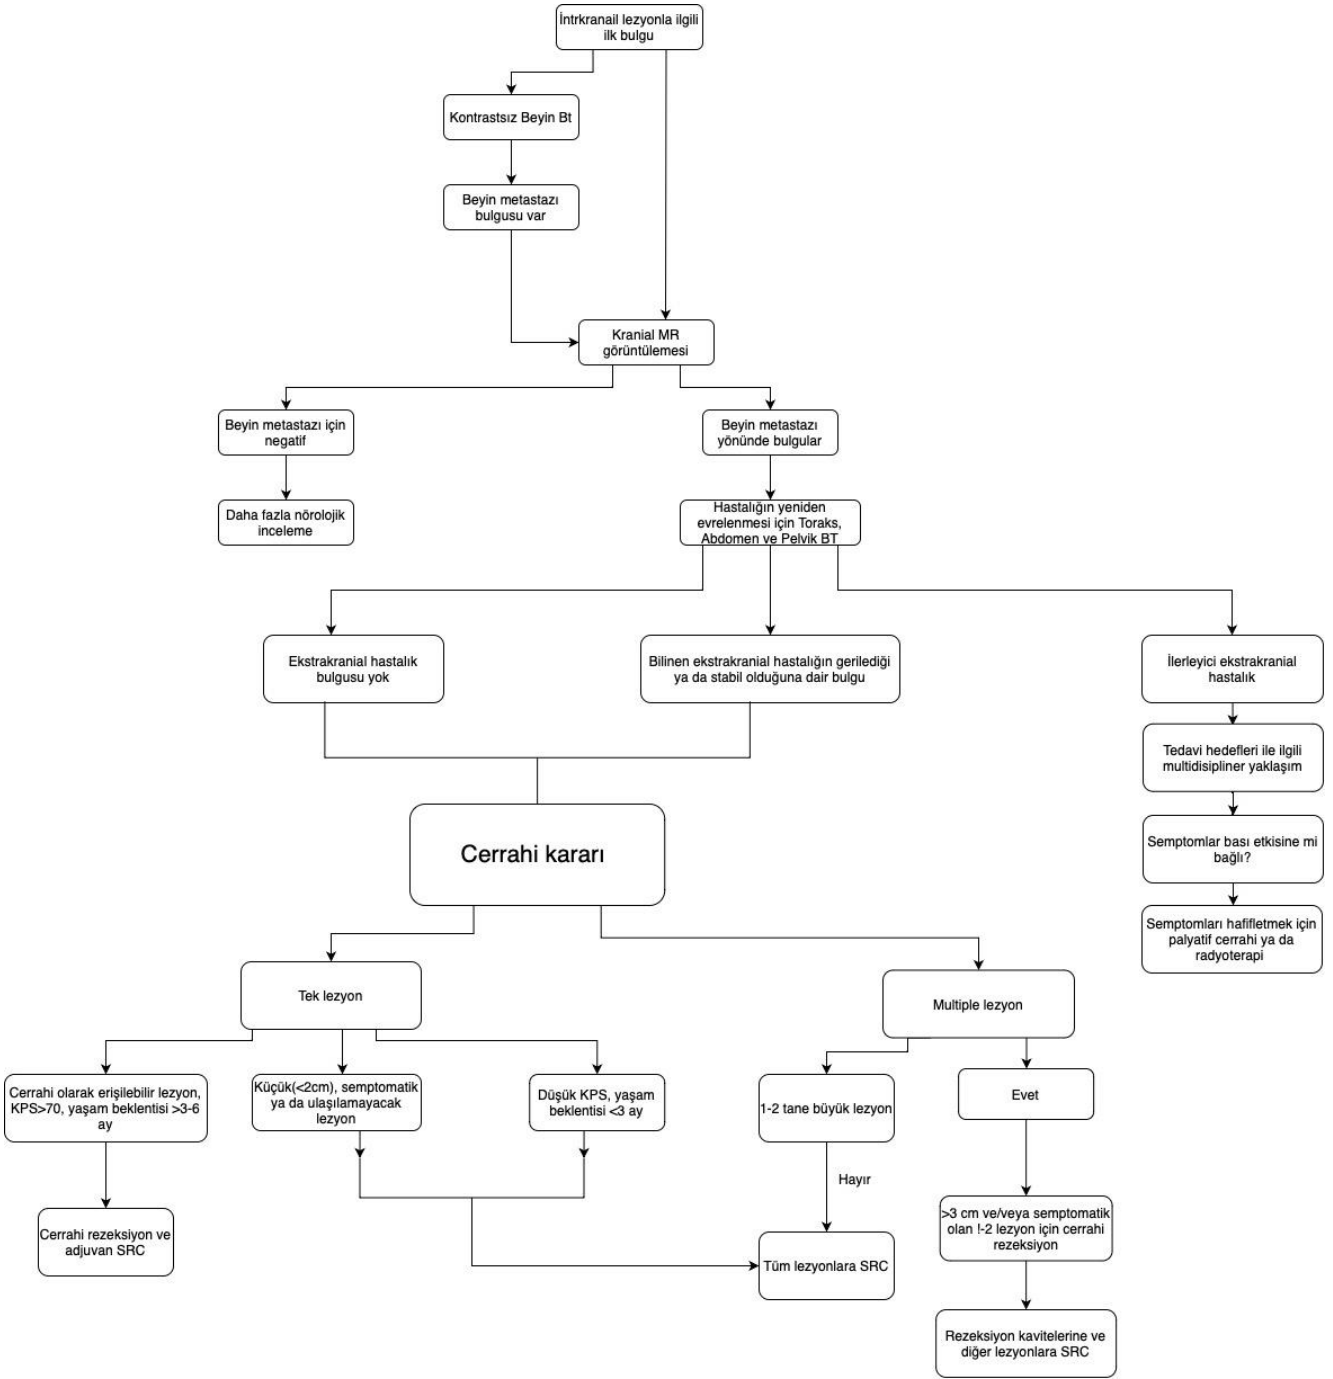 İntrkranail lezyonla ilgili
ilk bulgu
Kontrastsız Beyin Bt
Beyin metastazı
bulgusu var
Kranial MR
görüntülemesi
Beyin metastazı için
negatif
Beyin metastazı
yönünde bulgular
Daha fazla nörolojik
inceleme
Hastalığın yeniden
evrelenmesi için Toraks,
Abdomen ve Pelvik BT
Ekstrakranial hastalık
bulgusu yok
Bilinen ekstrakranial hastalığın gerilediği
ya da stabil olduğuna dair bulgu
İlerleyici ekstrakranial
hastalık
Tedavi hedefleri ile ilgili
multidisipliner yaklaşım
Semptomlar bası etkisine mi
bağlı?
Semptomları hafifletmek için
palyatif cerrahi ya da
radyoterapi
Cerrahi kararı
Tek lezyon
Multiple lezyon
Cerrahi olarak erişilebilir lezyon,
KPS>70, yaşam beklentisi >3-6
ay
Küçük(<2cm), semptomatik
ya da ulaşılamayacak
lezyon
Düşük KPS, yaşam
beklentisi <3 ay
1-2 tane büyük lezyon
Evet
Hayır
Cerrahi rezeksiyon ve
adjuvan SRC
Tüm lezyonlara SRC
>3 cm ve/veya semptomatik
olan !-2 lezyon için cerrahi
rezeksiyon
Rezeksiyon kavitelerine ve
diğer lezyonlara SRC